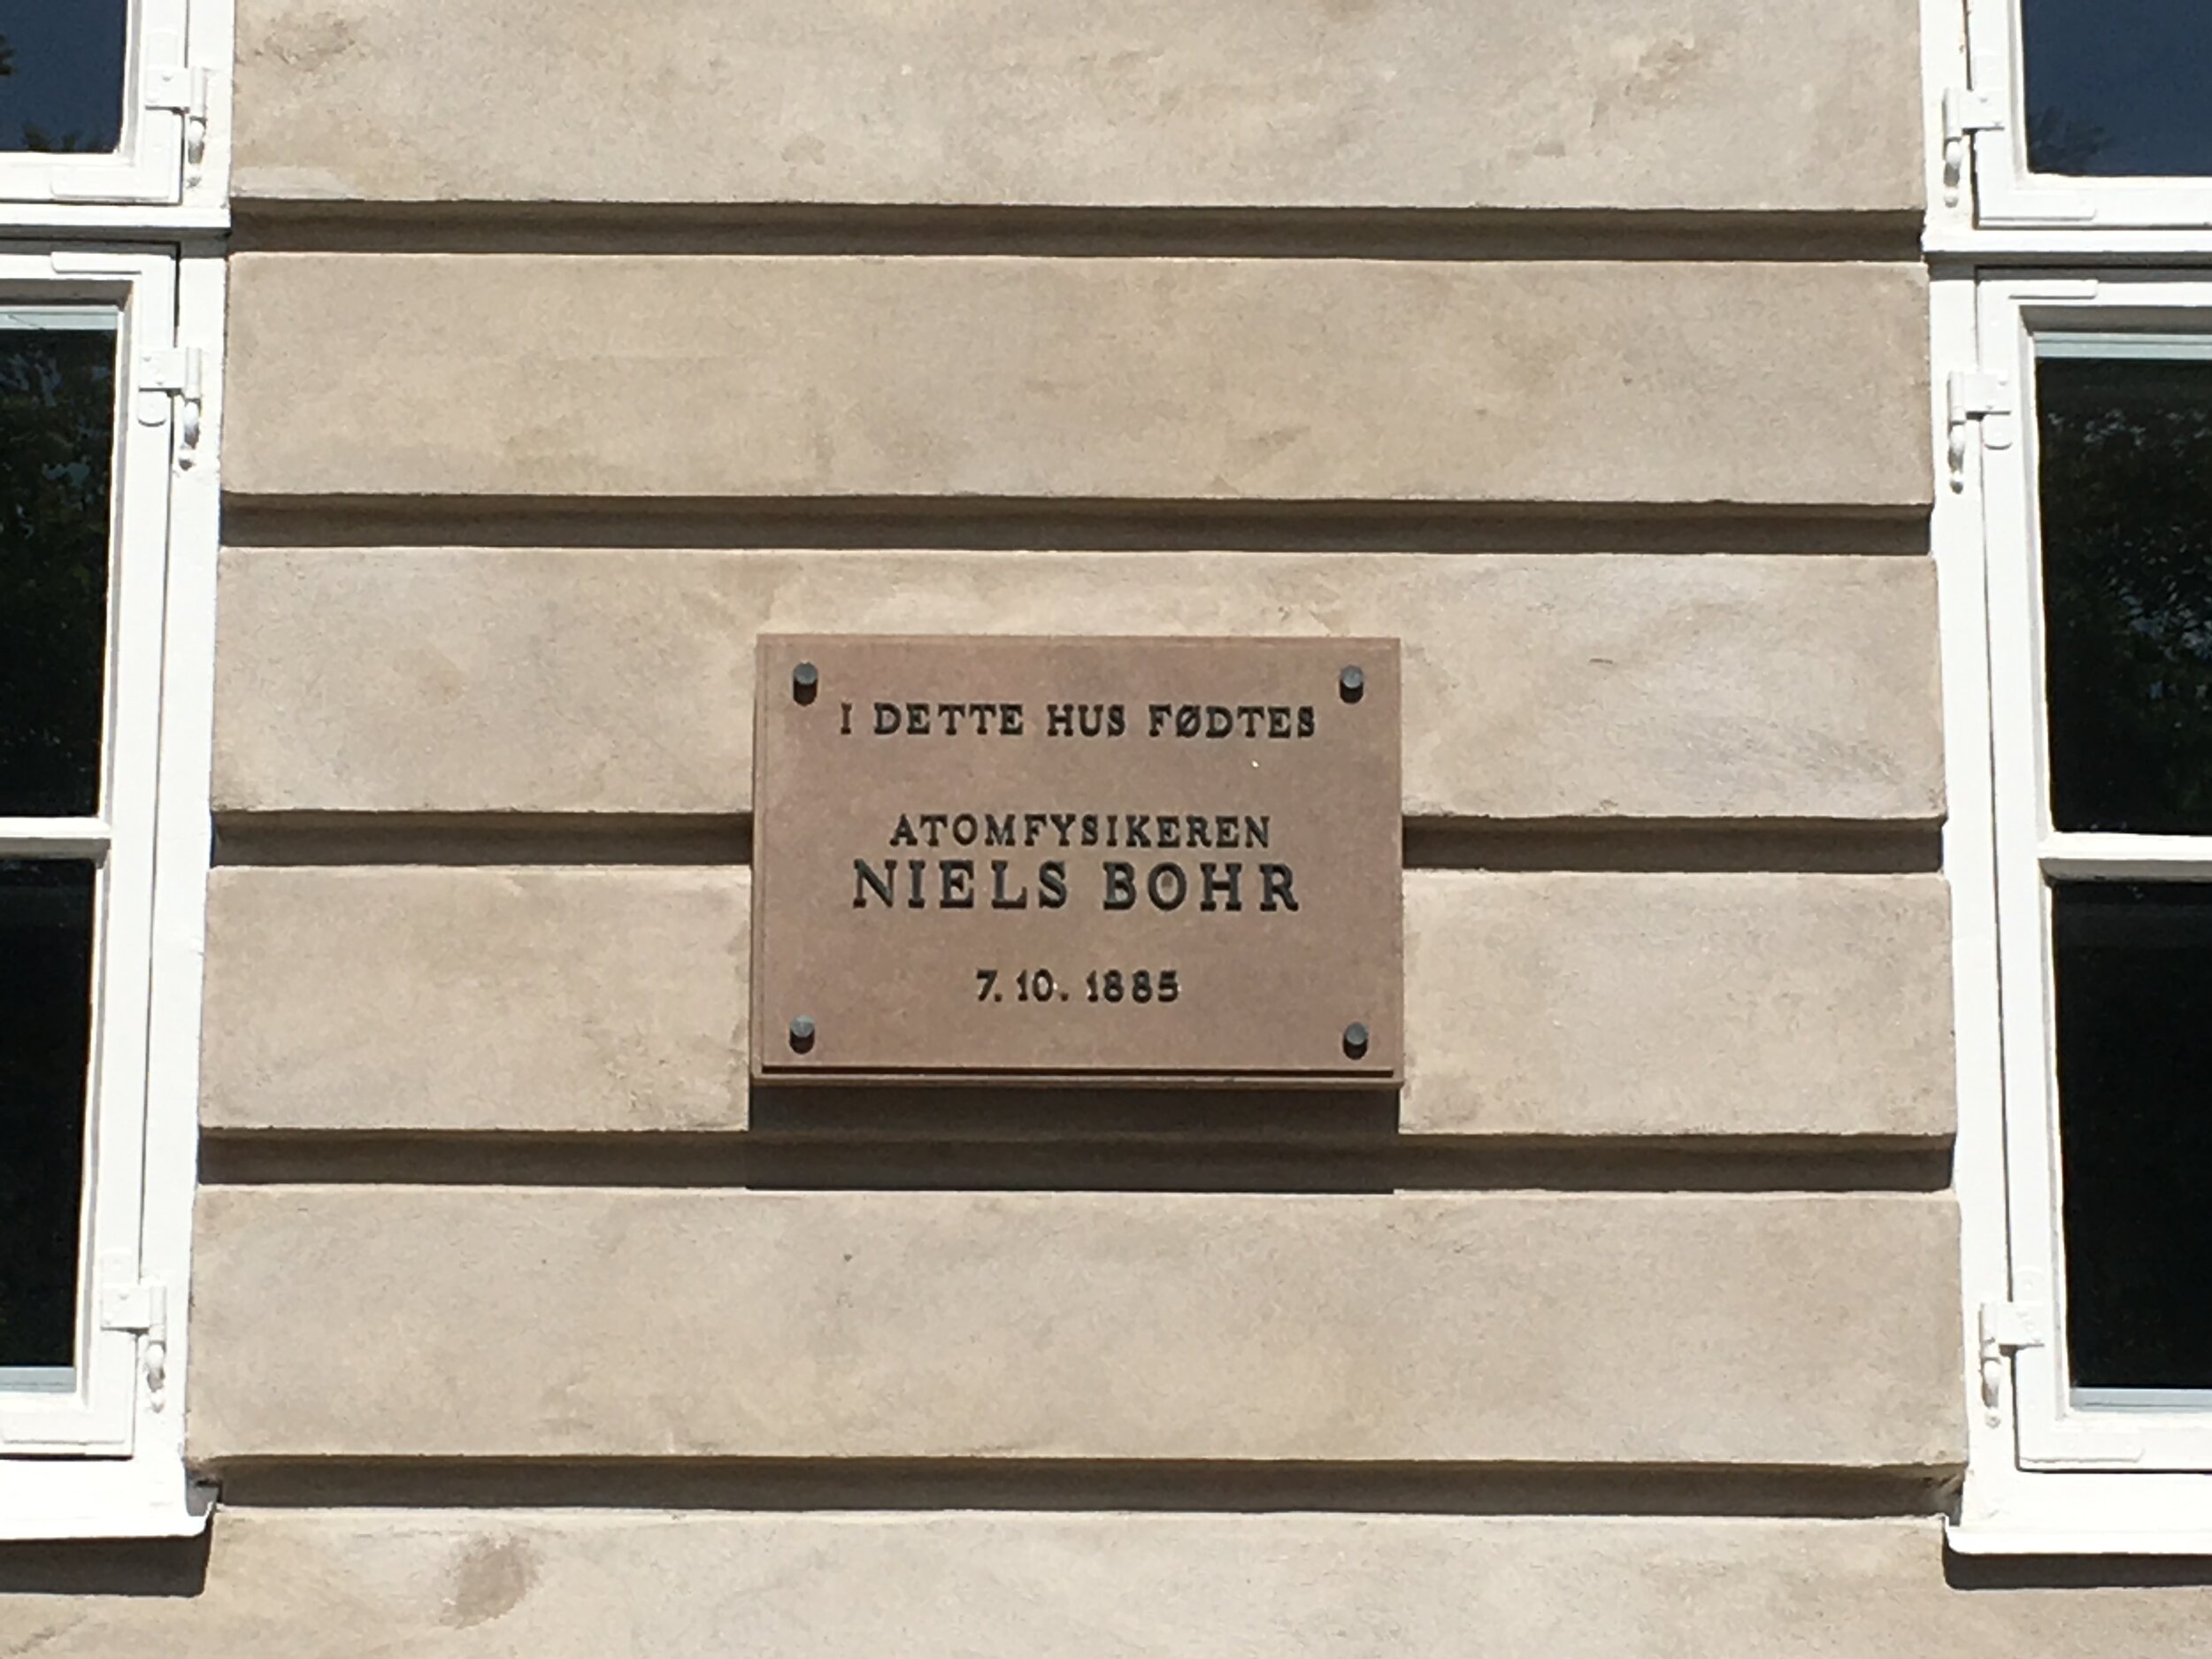 I DETTE HUS FØDTES
ATOMFYSIKEREN
NIELS BOHR
7. 10. 1885